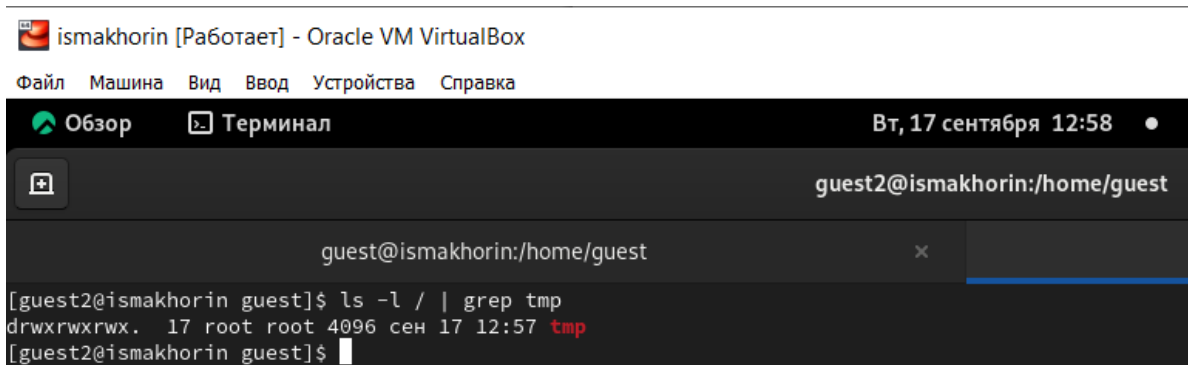 ismakhorin [Работает] - Oracle VM VirtualBox
Файл Машина Вид Ввод Устройства Справка
Обзор Терминал Вт, 17 сентября 12:58
guest2@ismakhorin:/home/guest
guest@ismakhorin:/home/guest ×
[guest2@ismakhorin guest]$ ls -l / | grep tmp
drwxrwxrwx. 17 root root 4096 сен 17 12:57 tmp
[guest2@ismakhorin guest]$